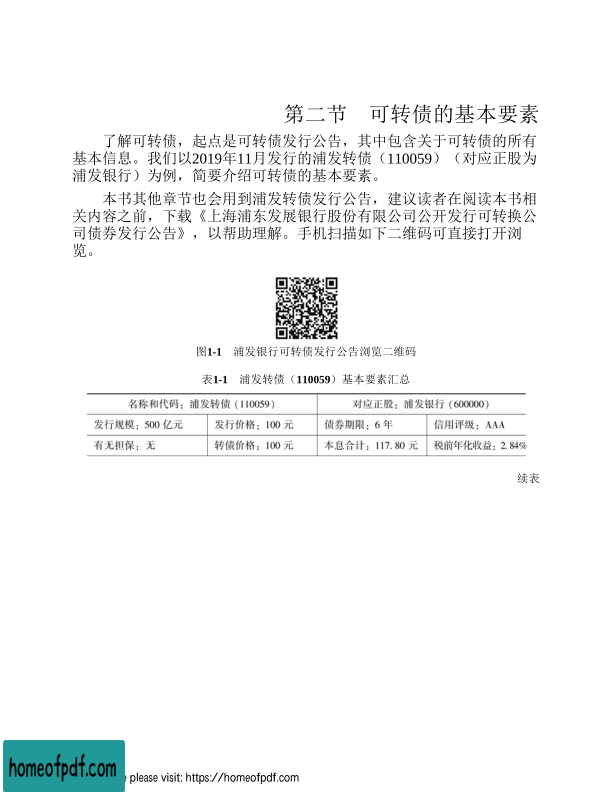 第二节　可转债的基本要素
了解可转债，起点是可转债发行公告，其中包含关于可转债的所有
基本信息。我们以2019年11月发行的浦发转债（110059）（对应正股为
浦发银行）为例，简要介绍可转债的基本要素。
本书其他章节也会用到浦发转债发行公告，建议读者在阅读本书相
关内容之前，下载《上海浦东发展银行股份有限公司公开发行可转换公
司债券发行公告》，以帮助理解。手机扫描如下二维码可直接打开浏
览。
图1-1　浦发银行可转债发行公告浏览二维码
表1-1　浦发转债（110059）基本要素汇总
名称和代码：浦发转债 (110059) 对应正股：浦发银行 (600000)
发行规模：500 亿元 发行价格：100 元 债券期限：6 年 信用评级：AAA
有无担保：无 转债价格：100 元 本息合计：117.80 元 税前年化收益：2.84%
续表
homeofpdf.com
e please visit: https://homeofpdf.com